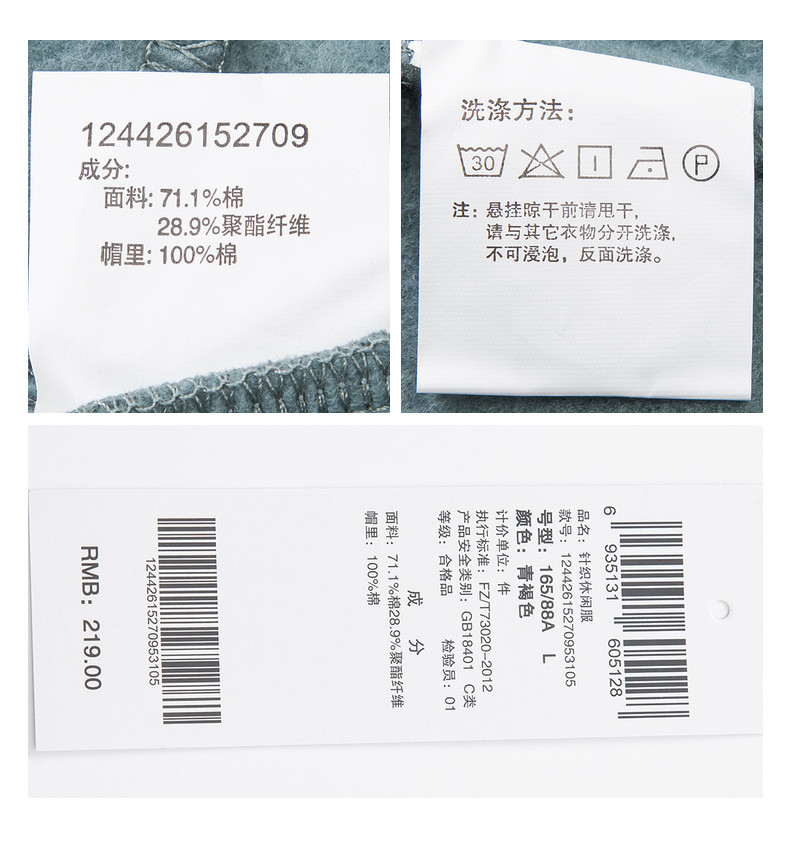 124426152709
成分:
面料: 71.1%棉
28.9%聚酯纤维
帽里: 100%棉
洗涤方法:
30
P
注: 悬挂晾干前请甩干,
请与其它衣物分开洗涤,
不可浸泡，反面洗涤。
6 935131 605128
品名: 针织休闲服
款号: 12442615270953105
号型: 165/88A L
颜色: 青褐色
计价单位: 件
执行标准: FZ/T73020-2012
产品安全类别: GB18401 C类
等级: 合格品 检验员: 01
成 分
面料: 71.1%棉28.9%聚酯纤维
帽里: 100%棉
12442615270953105
RMB: 219.00